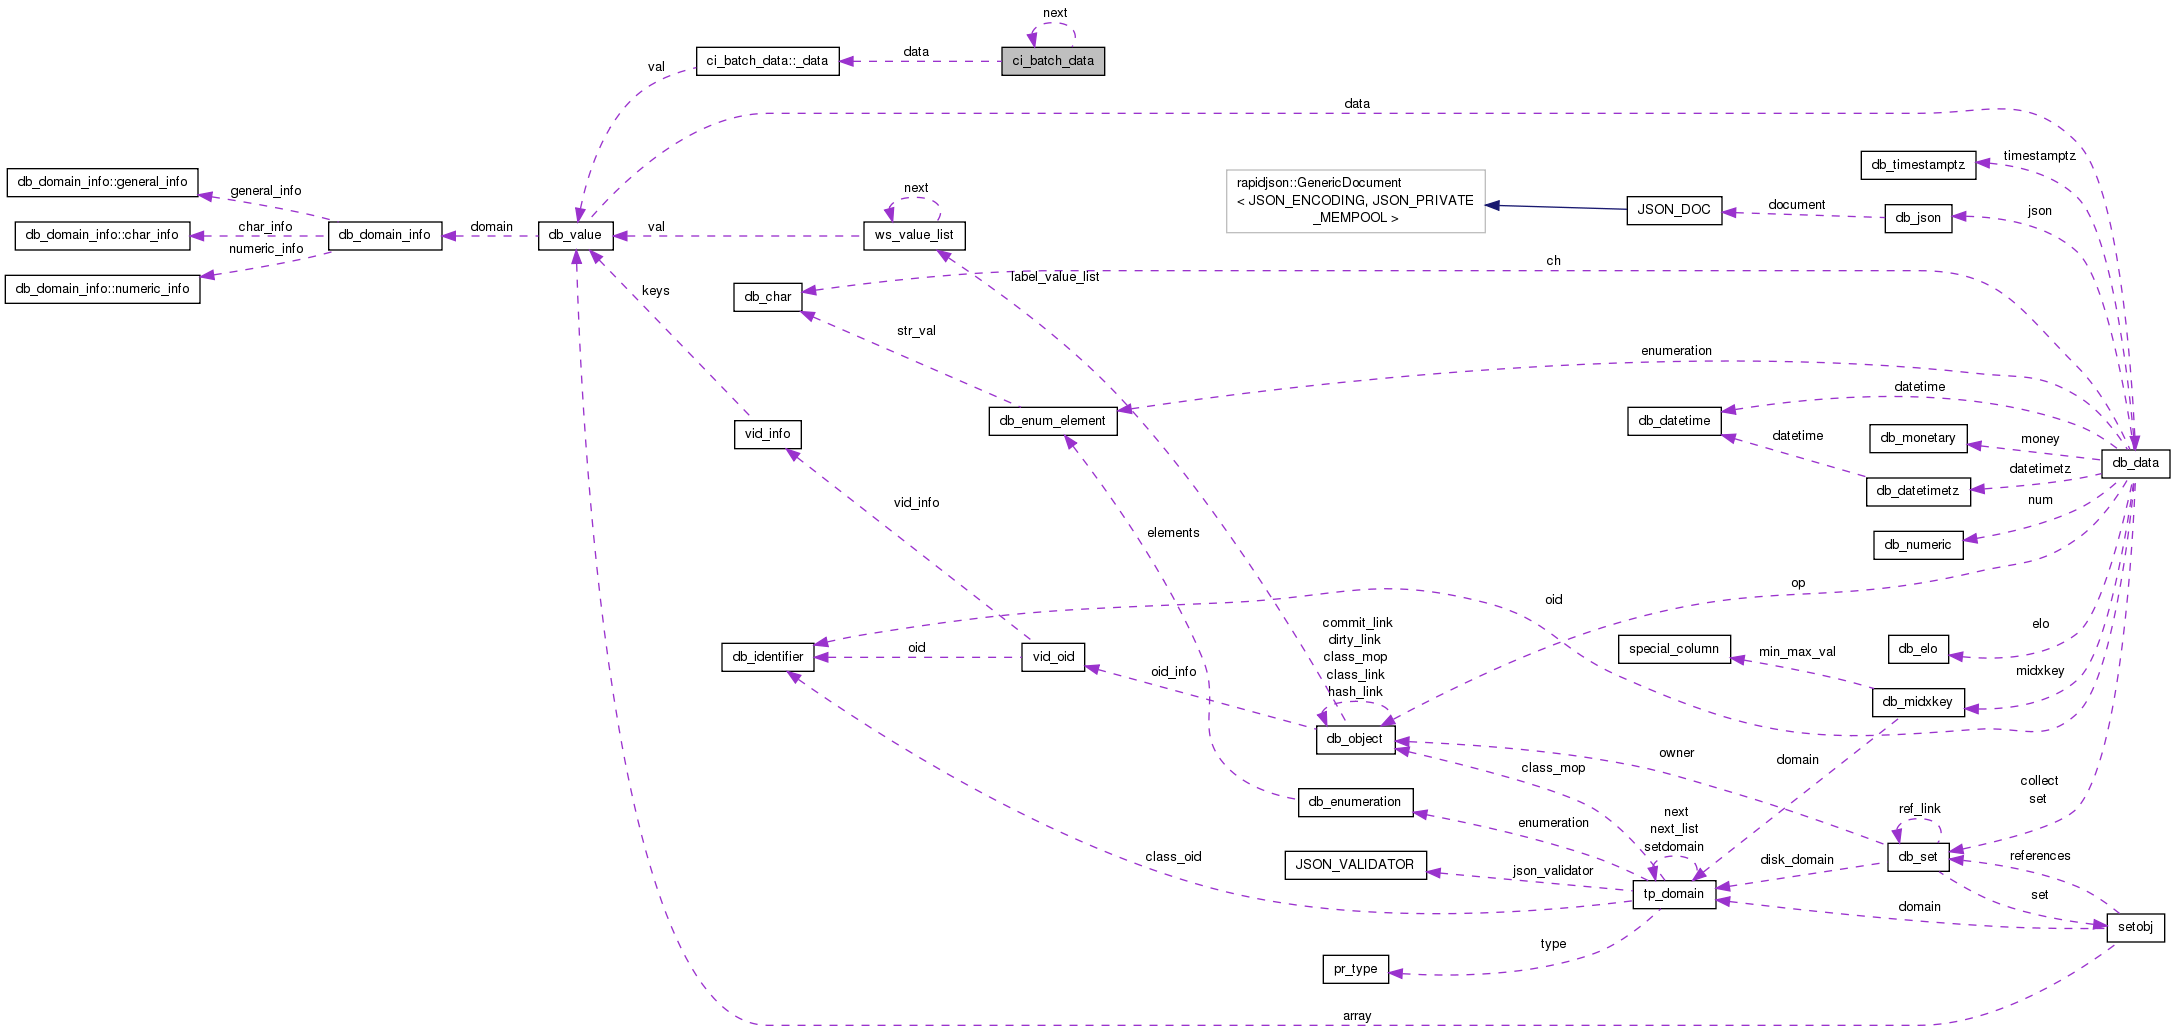 next
ci_batch_data::_data
data
ci_batch_data
val
data
db_timestamptz
timestamptz
db_domain_info::general_info
general_info
next
rapidjson::GenericDocument
< JSON_ENCODING, JSON_PRIVATE
_MEMPOOL >
JSON_DOC
document
db_json
json
db_domain_info::char_info
char_info
db_domain_info
domain
db_value
val
ws_value_list
numeric_info
db_domain_info::numeric_info
keys
db_char
label_value_list
ch
str_val
enumeration
datetime
db_enum_element
db_datetime
vid_info
datetime
db_monetary
money
db_data
datetimetz
db_datetimetz
vid_info
num
elements
db_numeric
op
oid
commit_link
dirty_link
class_mop
class_link
hash_link
elo
db_identifier
oid
vid_oid
oid_info
special_column
min_max_val
db_elo
midxkey
db_midxkey
db_object
owner
domain
class_mop
collect
set
db_enumeration
enumeration
next
next_list
setdomain
ref_link
class_oid
JSON_VALIDATOR
json_validator
disk_domain
db_set
references
tp_domain
domain
set
setobj
type
pr_type
array